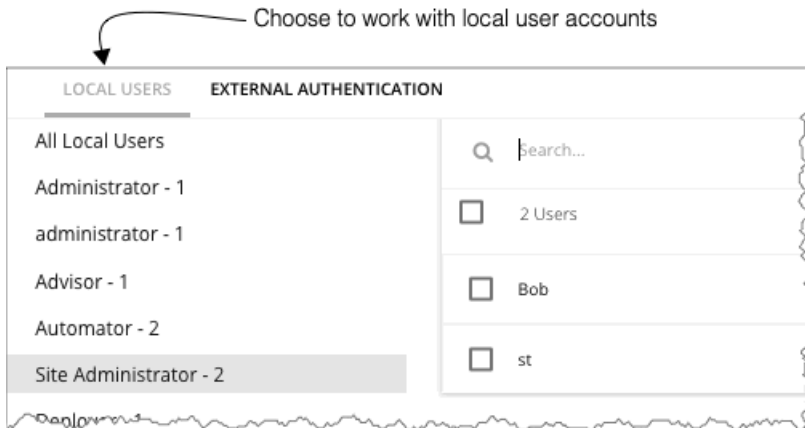 Choose to work with local user accounts
LOCAL USERS EXTERNAL AUTHENTICATION
All Local Users
Administrator - 1
administrator - 1
Advisor - 1
Automator - 2
Site Administrator - 2
Search...
2 Users
Bob
st